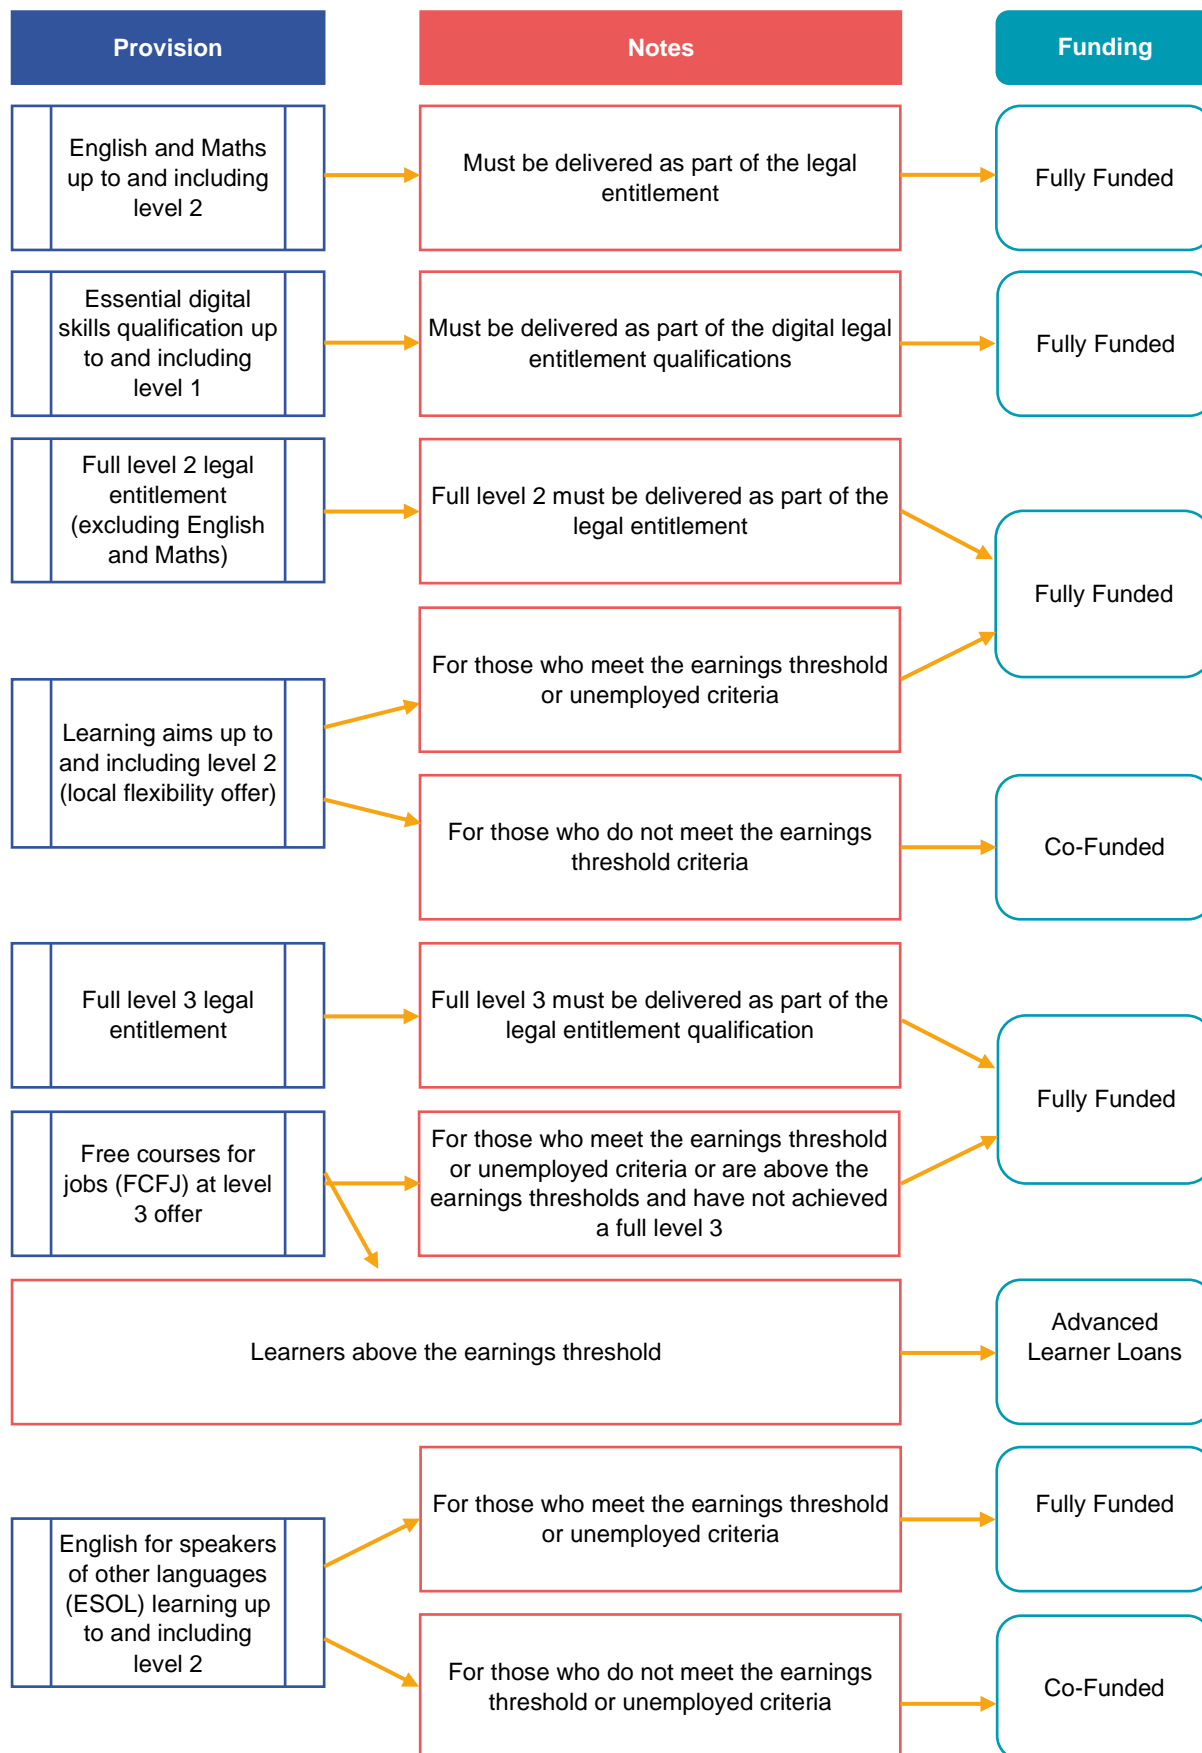 Provision
Notes
Funding
English and Maths
up to and including
level 2
Must be delivered as part of the legal
entitlement
Fully Funded
Essential digital
skills qualification up
to and including
level 1
Must be delivered as part of the digital legal
entitlement qualifications
Fully Funded
Full level 2 legal
entitlement
(excluding English
and Maths)
Full level 2 must be delivered as part of the
legal entitlement
Fully Funded
Learning aims up to
and including level 2
(local flexibility offer)
For those who meet the earnings threshold
or unemployed criteria
For those who do not meet the earnings
threshold criteria
Co-Funded
Full level 3 legal
entitlement
Full level 3 must be delivered as part of the
legal entitlement qualification
Fully Funded
Free courses for
jobs (FCFJ) at level
3 offer
For those who meet the earnings threshold
or unemployed criteria or are above the
earnings thresholds and have not achieved
a full level 3
Learners above the earnings threshold
Advanced
Learner Loans
English for speakers
of other languages
(ESOL) learning up
to and including
level 2
For those who meet the earnings threshold
or unemployed criteria
Fully Funded
For those who do not meet the earnings
threshold or unemployed criteria
Co-Funded